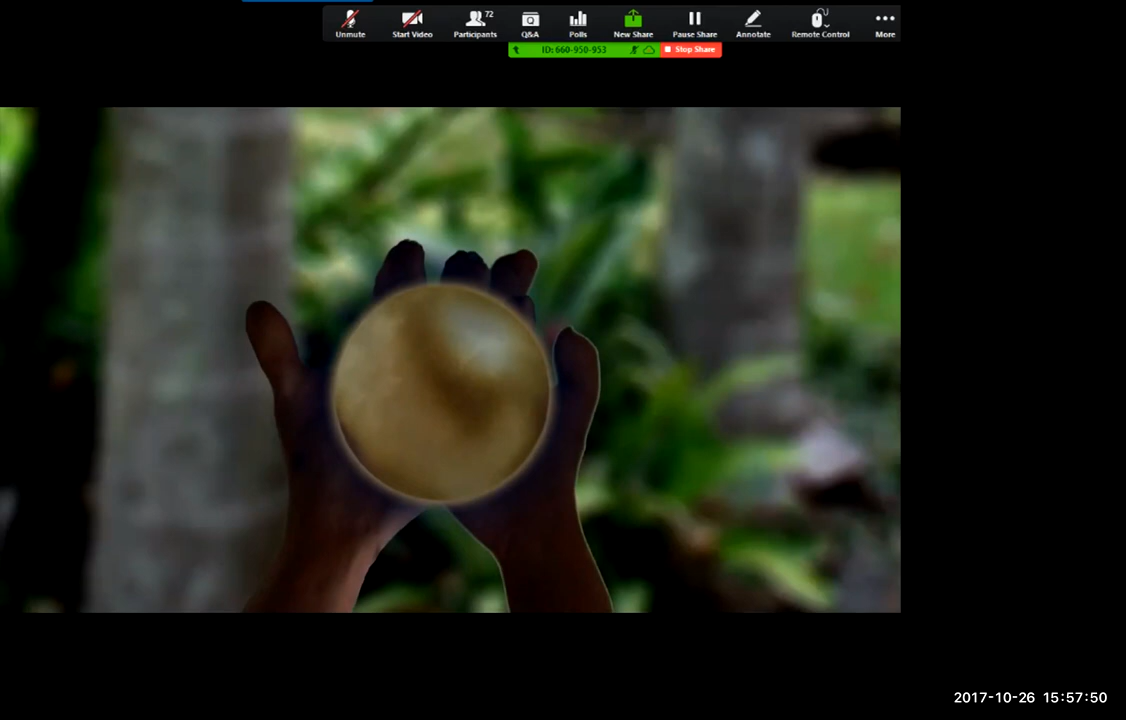 72
Unmute Start Video Participants Q&A Polls New Share Pause Share Annotate Remote Control More
ID: 660-950-953 Stop Share
2017-10-26 15:57:50